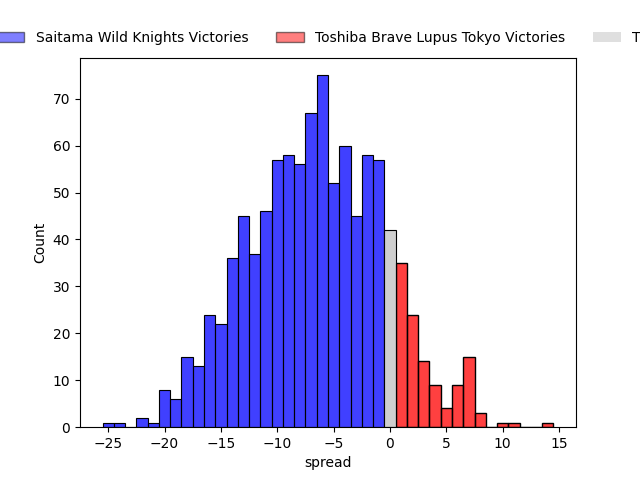 Saitama Wild Knights Victories Toshiba Brave Lupus Tokyo Victories T
70
60
50
40
30
20
10
0
Count
−25 −20 −15 −10 −5 0 5 10 15
spread